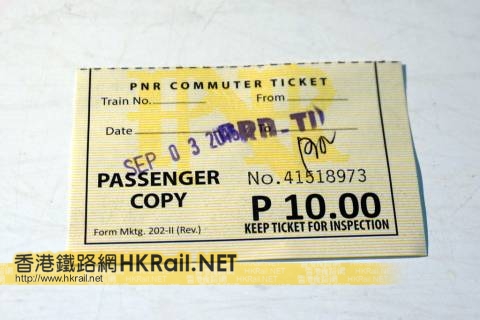 PNR COMMUTER TICKET
Train No. From
Date To
SEP 0 3
PASSENGER COPY
No. 41518973
P 10.00
KEEP TICKET FOR INSPECTION
Form Mktg. 202-II (Rev.)
PNR
香港鐵路網HKRail.NET
http://www.hkrail.net